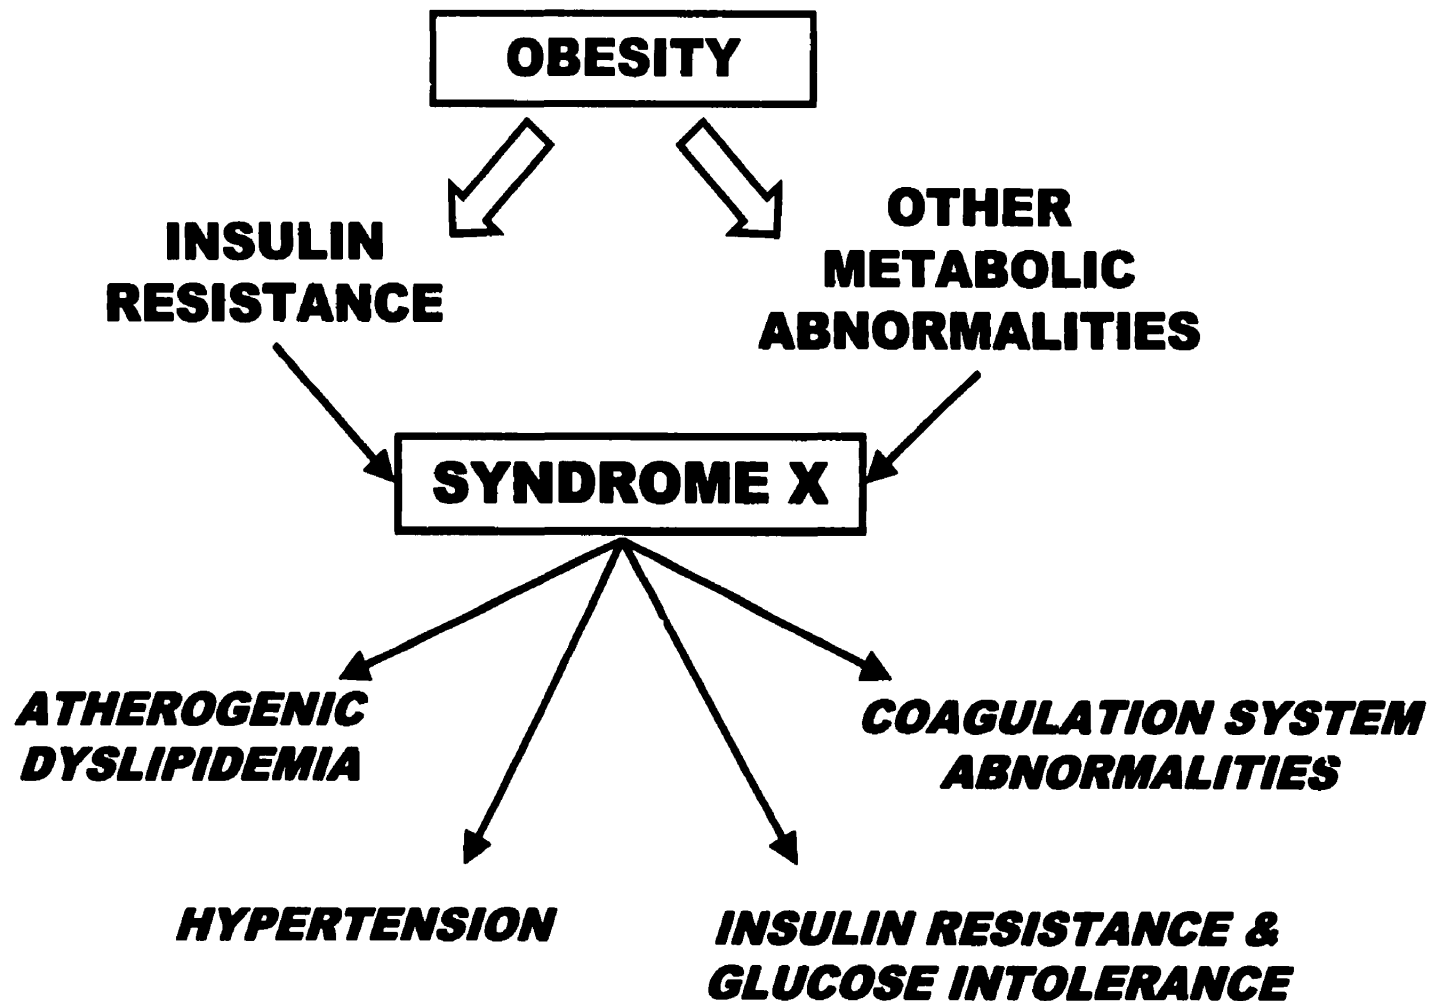 OBESITY
INSULIN
RESISTANCE
OTHER
METABOLIC
ABNORMALITIES
SYNDROME X
ATHEROGENIC
DYSLIPIDEMIA
COAGULATION SYSTEM
ABNORMALITIES
HYPERTENSION
INSULIN RESISTANCE &
GLUCOSE INTOLERANCE